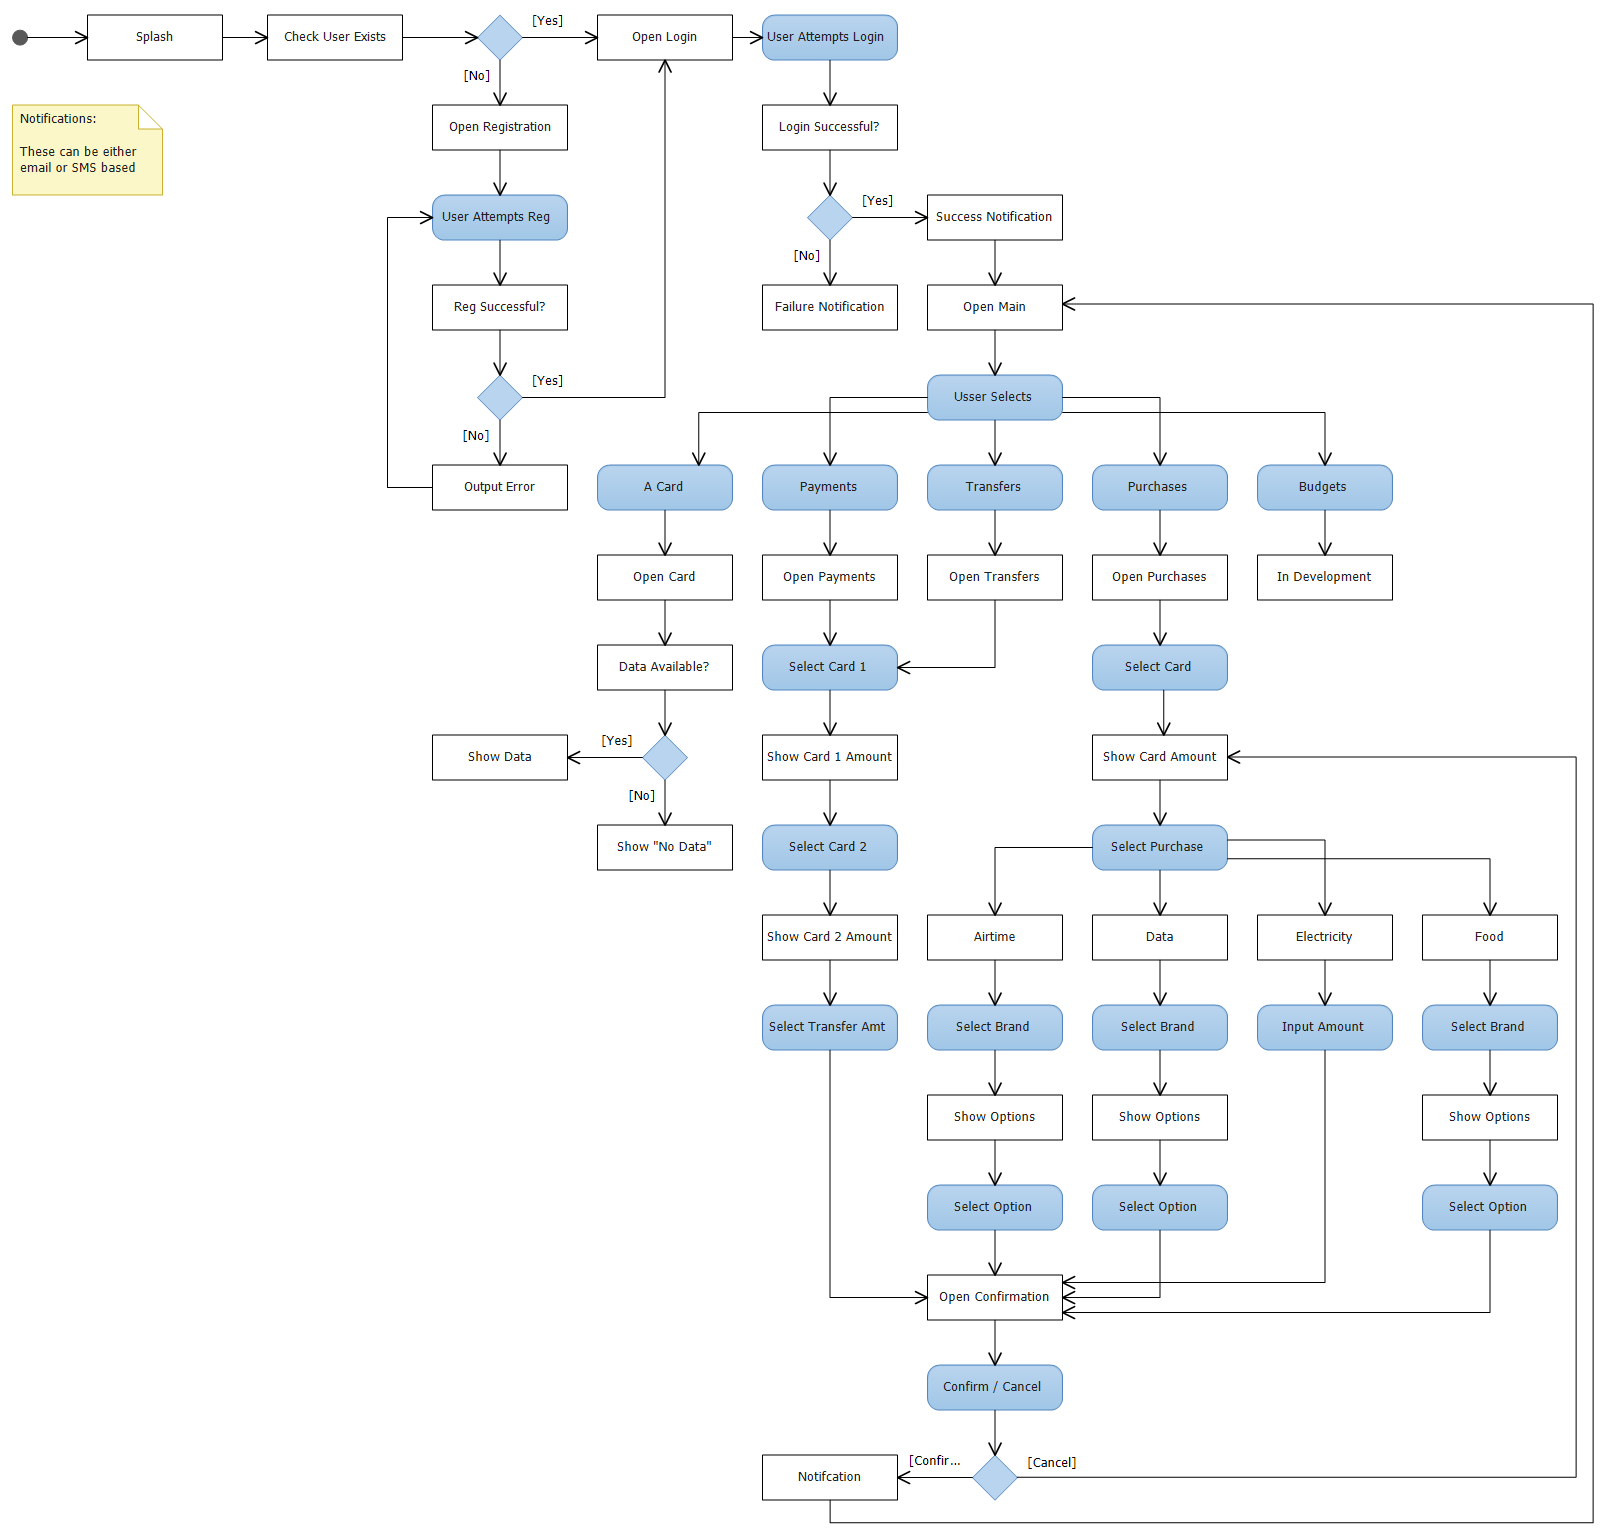 Splash
Check User Exists
[Yes]
Open Login
User Attempts Login
[No]
Notifications:
These can be either
email or SMS based
Open Registration
Login Successful?
User Attempts Reg
[Yes]
Success Notification
[No]
Reg Successful?
Failure Notification
Open Main
[Yes]
Usser Selects
[No]
Output Error
A Card
Payments
Transfers
Purchases
Budgets
Open Card
Open Payments
Open Transfers
Open Purchases
In Development
Data Available?
Select Card 1
Select Card
[Yes]
Show Data
Show Card 1 Amount
Show Card Amount
[No]
Show "No Data"
Select Card 2
Select Purchase
Show Card 2 Amount
Airtime
Data
Electricity
Food
Select Transfer Amt
Select Brand
Select Brand
Input Amount
Select Brand
Show Options
Show Options
Show Options
Select Option
Select Option
Select Option
Open Confirmation
Confirm / Cancel
[Confir...
[Cancel]
Notifcation